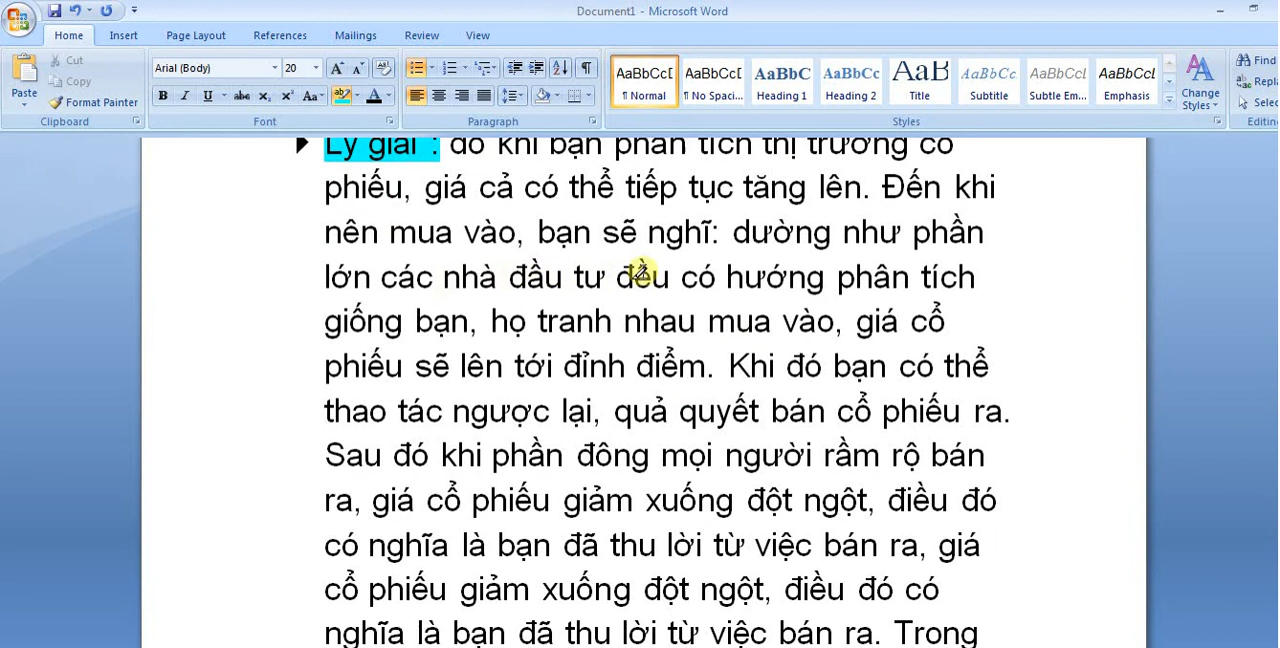 Document1 - Microsoft Word
Home Insert Page Layout References Mailings Review View
Paste Cut Copy Format Painter
Arial (Body) 20
AaBbCcD AaBbCcD AaBbC AaBbCc AaB AaBbCc AaBbCcL AaBbCcL
¶ Normal ¶ No Spaci... Heading 1 Heading 2 Title Subtitle Subtle Em... Emphasis
Change Styles
Find
Clipboard Font Paragraph Styles
Lý giải : do khi bạn phân tích thị trường cổ
phiếu, giá cả có thể tiếp tục tăng lên. Đến khi
nên mua vào, bạn sẽ nghĩ: dường như phần
lớn các nhà đầu tư đều có hướng phân tích
giống bạn, họ tranh nhau mua vào, giá cổ
phiếu sẽ lên tới đỉnh điểm. Khi đó bạn có thể
thao tác ngược lại, quả quyết bán cổ phiếu ra.
Sau đó khi phần đông mọi người rầm rộ bán
ra, giá cổ phiếu giảm xuống đột ngột, điều đó
có nghĩa là bạn đã thu lời từ việc bán ra, giá
cổ phiếu giảm xuống đột ngột, điều đó có
nghĩa là bạn đã thu lời từ việc bán ra. Trong